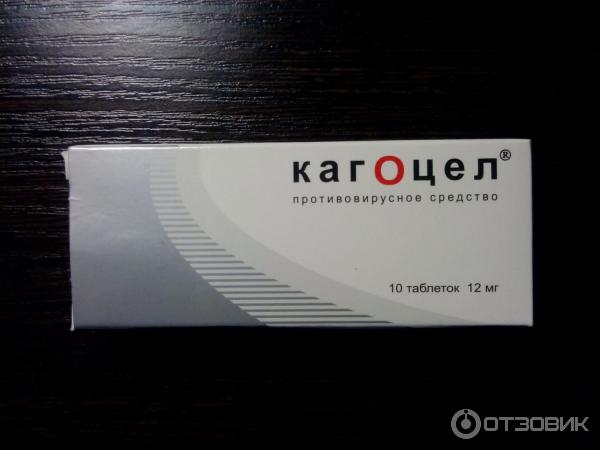 кагОцел®
противовирусное средство
10 таблеток 12 мг
ОТЗОВИК